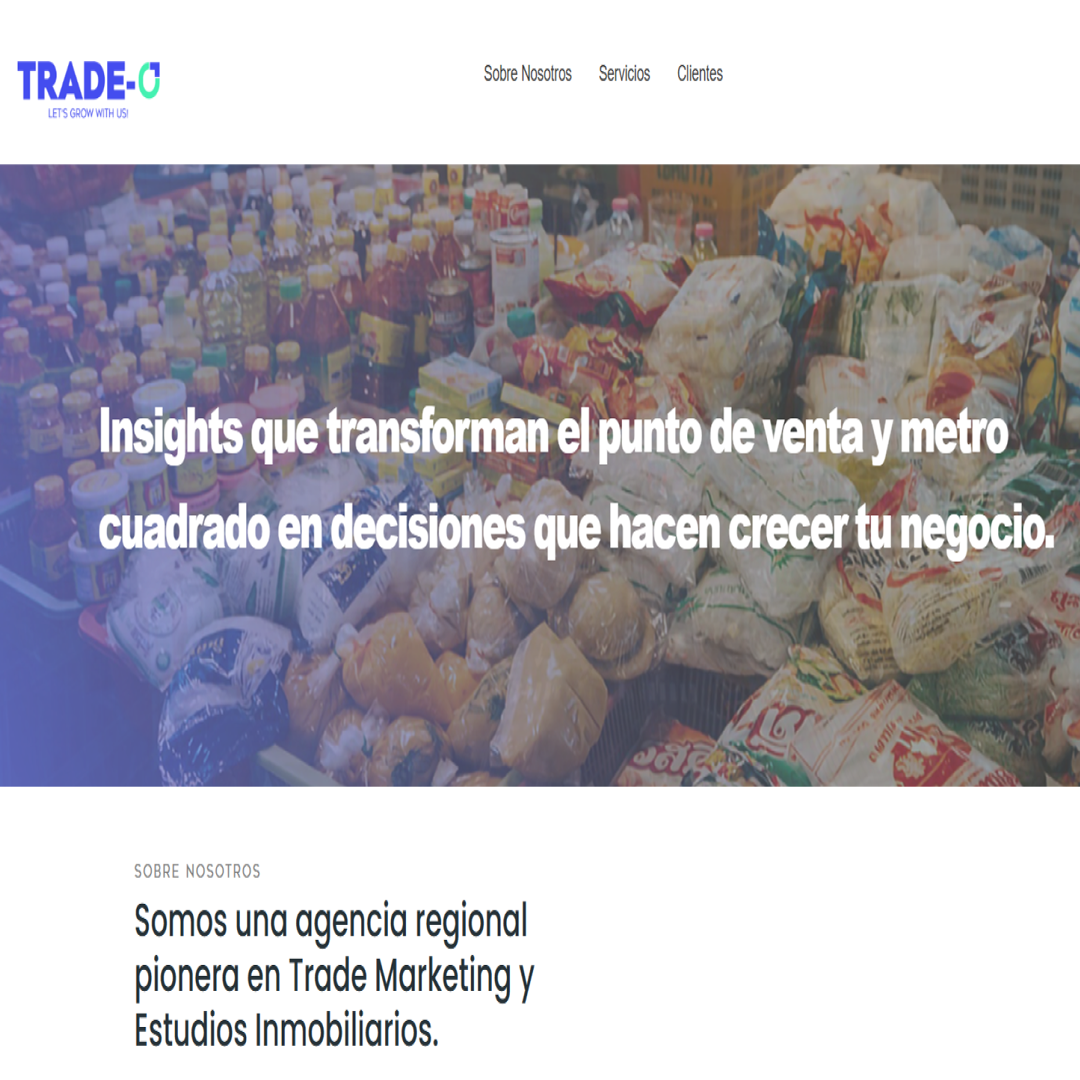 TRADE-O
LET'S GROW WITH US!
Sobre Nosotros Servicios Clientes
Insights que transforman el punto de venta y metro
cuadrado en decisiones que hacen crecer tu negocio.
SOBRE NOSOTROS
Somos una agencia regional
pionera en Trade Marketing y
Estudios Inmobiliarios.